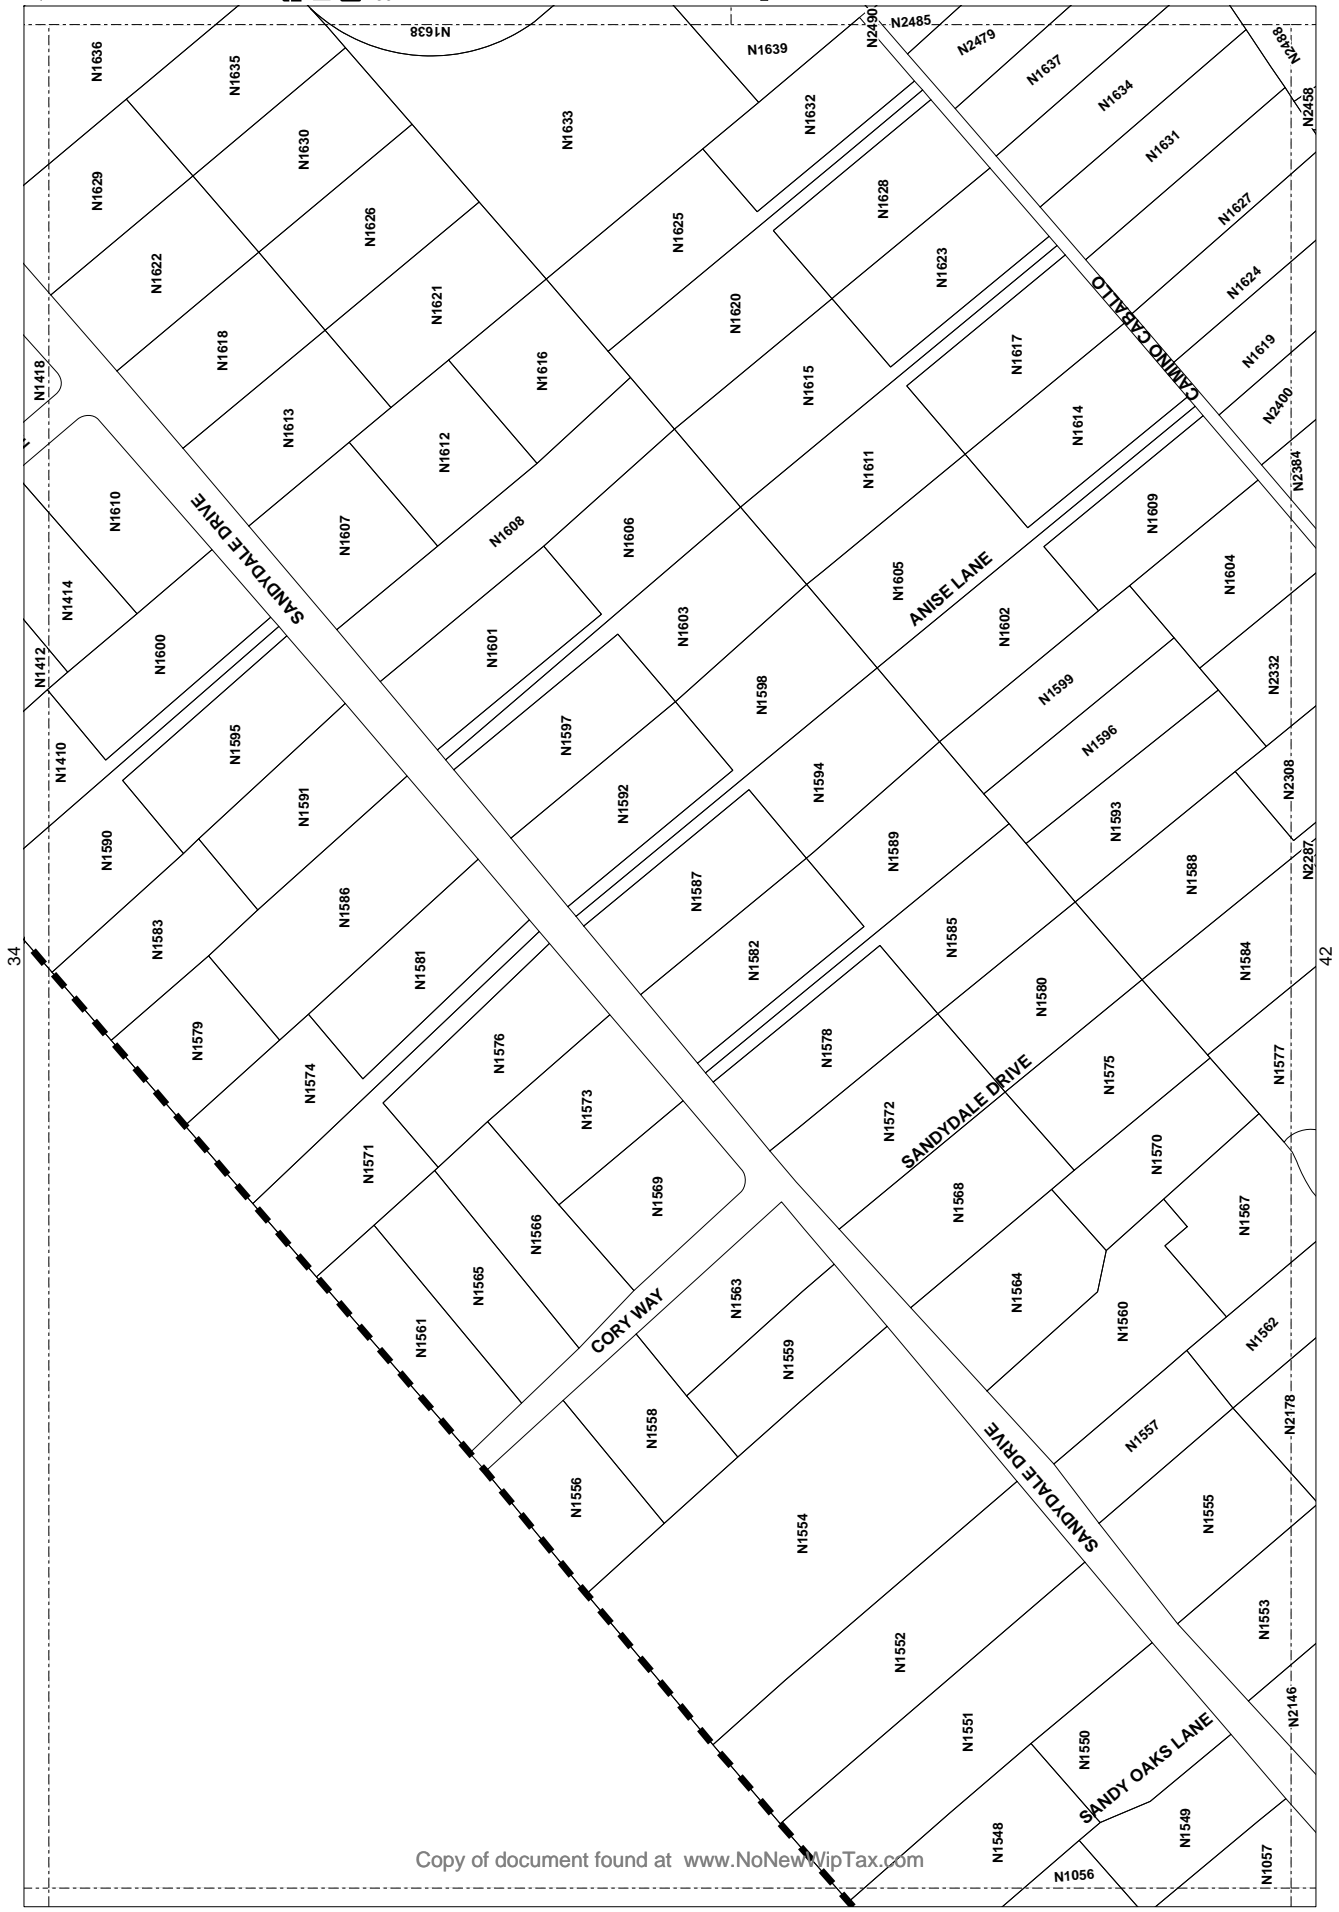 N1638
N2490
N2485
N1636
N1635
N1639
N2479
N2488
N1637
N1634
N2458
N1633
N1632
N1630
N1631
N1629
N1628
N1627
N1626
N1625
N1622
N1623
N1624
N1621
N1620
N1618
N1619
N1617
CAMINO CABALLO
N1616
N1615
N1418
N2400
N1614
N1613
N1612
N1611
N2384
N1610
N1609
SANDYDALE DRIVE
N1608
N1607
N1606
N1605
N1604
ANISE LANE
N1414
N1603
N1602
N1601
N1600
N1412
N2332
N1599
N1598
N1597
N1596
N1595
N1410
N2308
N1594
N1592
N1591
N1593
N1590
N1589
N2287
N1588
N1587
N1586
N1585
N1583
34
N1584
42
N1582
N1581
N1580
N1579
N1578
N1577
N1576
N1575
N1574
N1573
N1572
SANDYDALE DRIVE
N1571
N1570
N1569
N1568
N1567
N1566
N1565
N1564
N1563
N1561
CORY WAY
N1560
N1562
N1559
N1558
N1557
N2178
N1556
SANDYDALE DRIVE
N1555
N1554
N1553
N1552
N2146
N1551
N1550
SANDY OAKS LANE
N1549
N1548
N1057
N1056
Copy of document found at www.NoNewWipTax.com